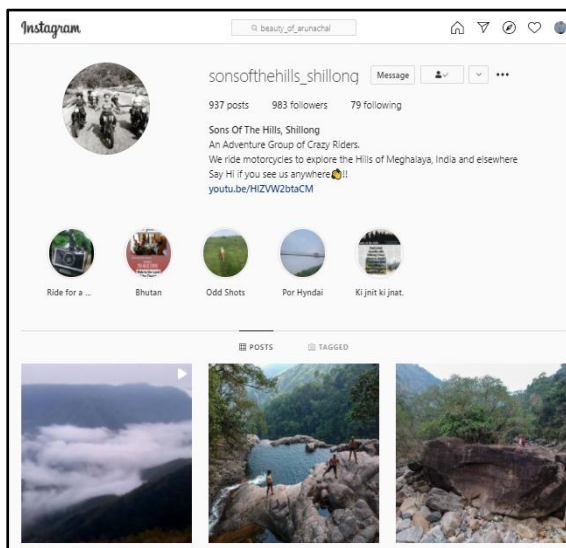 Instagram
beauty_of_arunachal
sonsofthehills_shillong Message
937 posts 983 followers 79 following
Sons Of The Hills, Shillong
An Adventure Group of Crazy Riders.
We ride motorcycles to explore the Hills of Meghalaya, India and elsewhere
Say Hi if you see us anywhere👏!!
youtu.be/HlZVW2btaCM
Ride for a ... Bhutan Odd Shots Por Hyndai Ki jnit ki jnat.
POSTS TAGGED